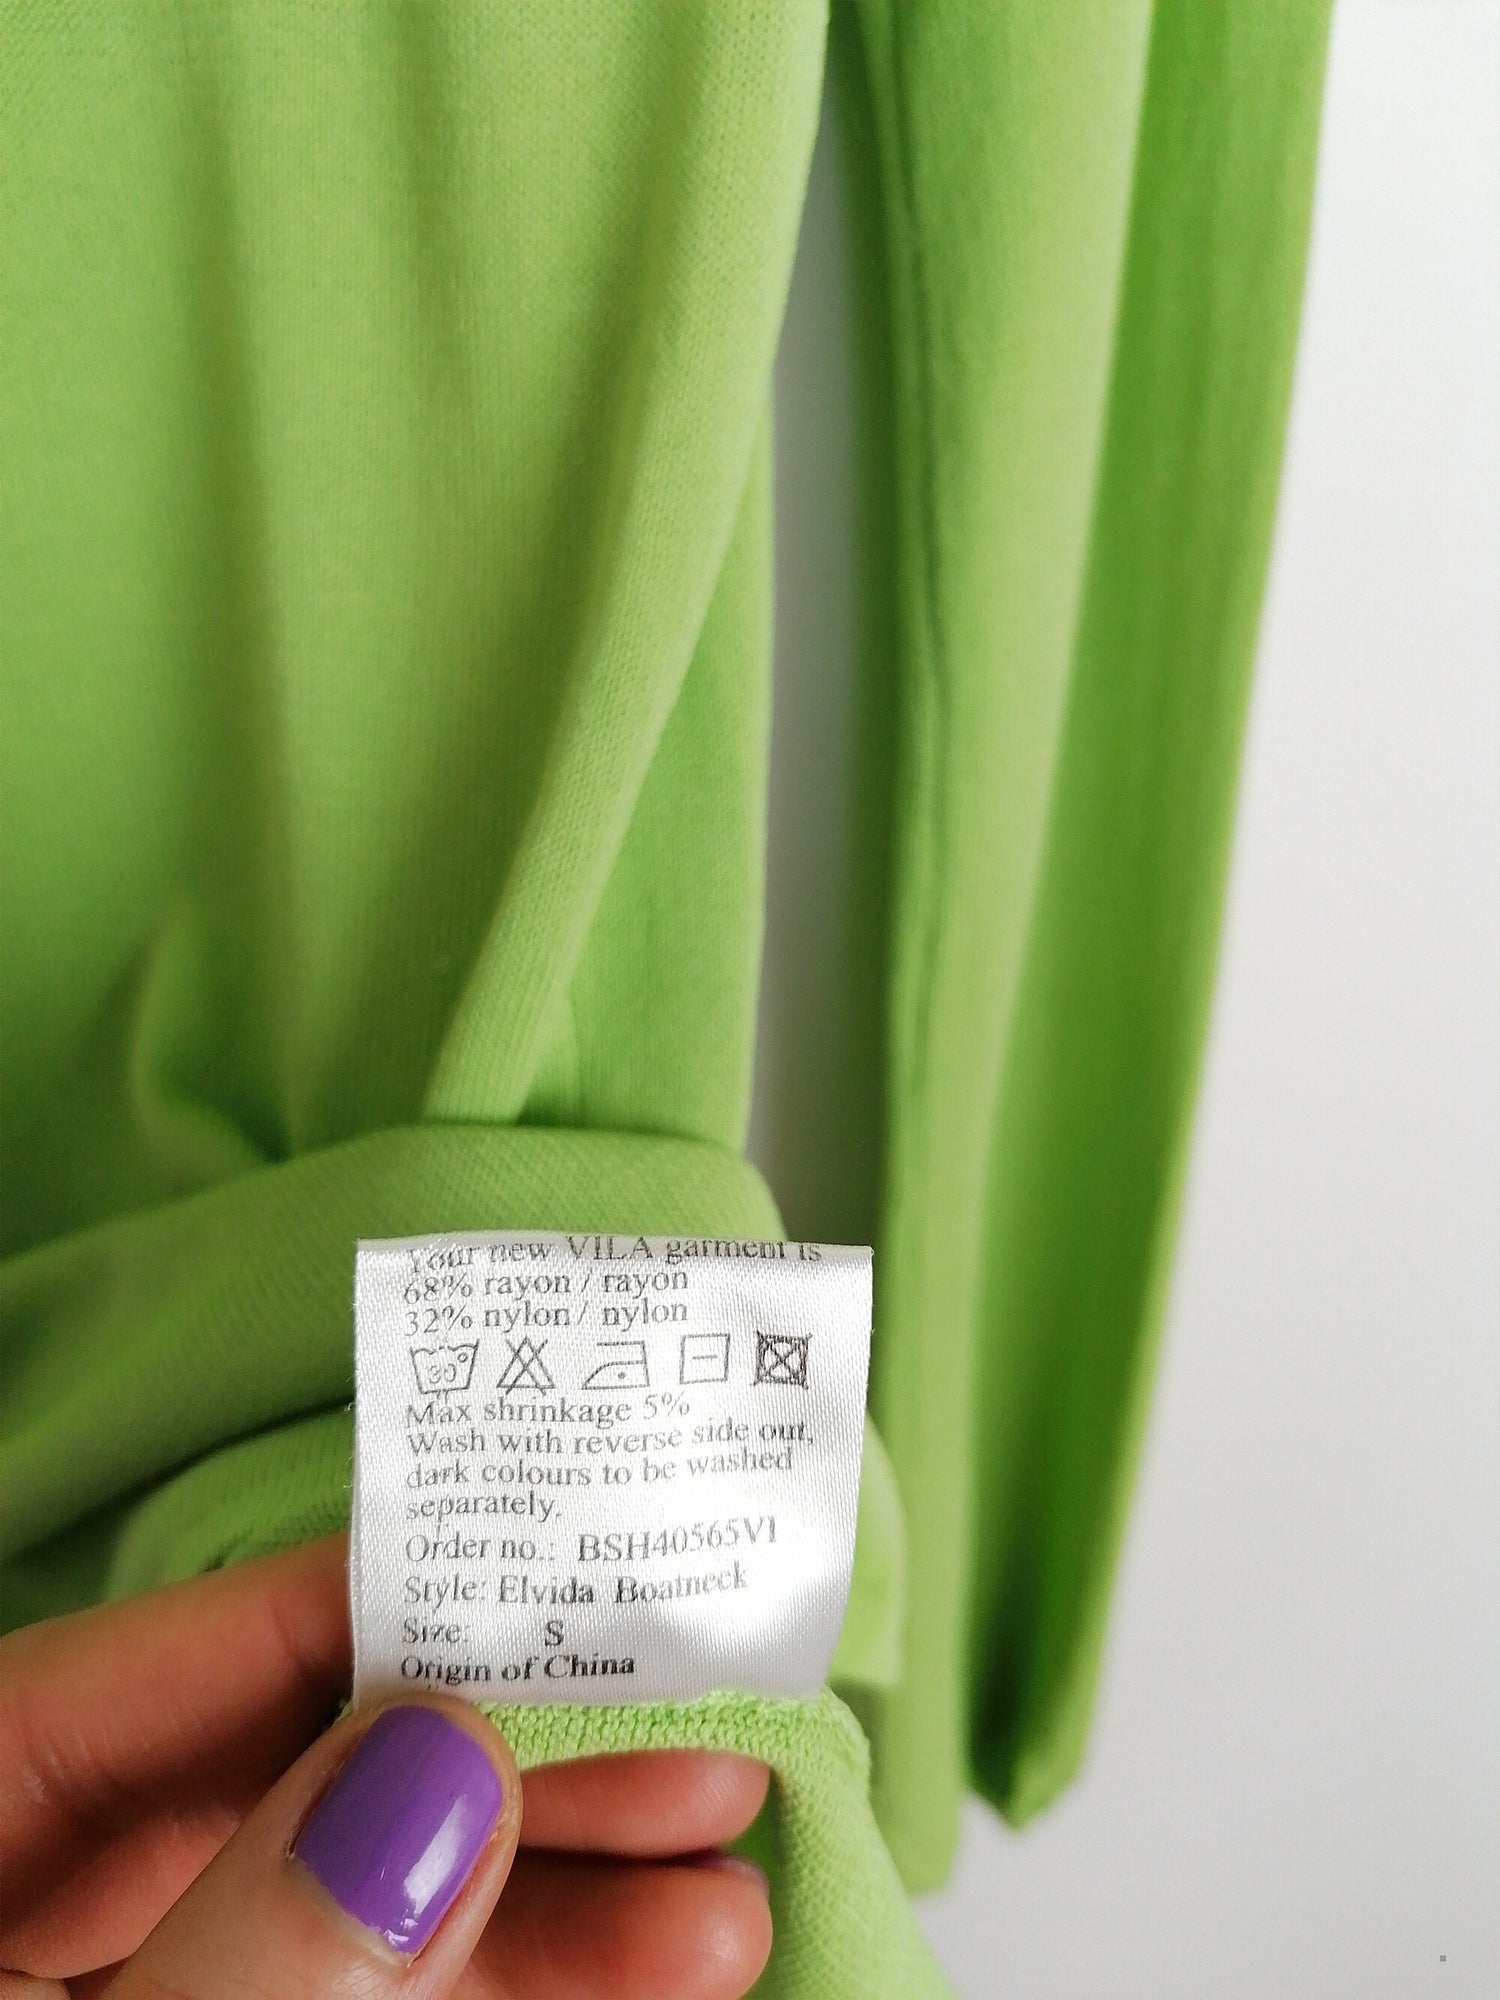 Your new VILA garment is
68% rayon / rayon
32% nylon / nylon
30°
Max shrinkage 5%
Wash with reverse side out,
dark colours to be washed
separately.
Order no.: BSH40565VI
Style: Elvida Boatneck
Size: S
Origin of China